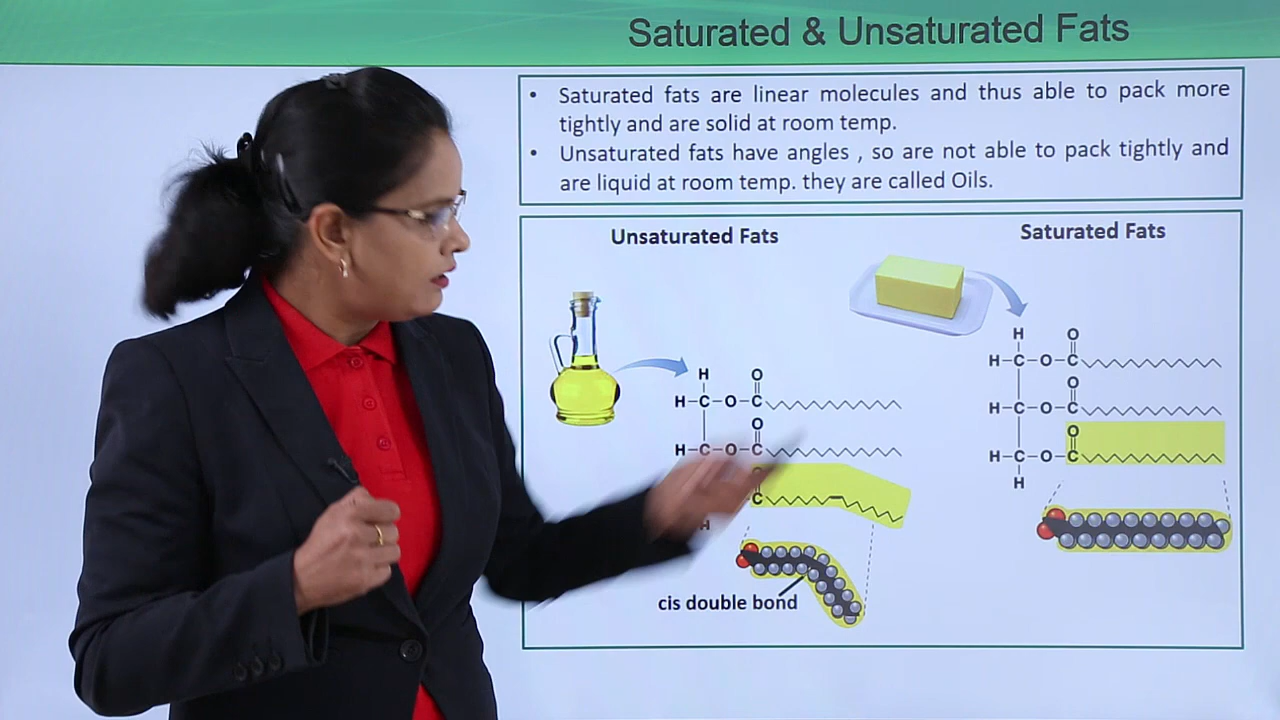 Saturated & Unsaturated Fats
• Saturated fats are linear molecules and thus able to pack more
tightly and are solid at room temp.
• Unsaturated fats have angles , so are not able to pack tightly and
are liquid at room temp. they are called Oils.
Unsaturated Fats
Saturated Fats
H O
H-C-O-C
O
H-C-O-C
C
H
cis double bond
H O
H-C-O-C
O
H-C-O-C
O
H-C-O-C
H